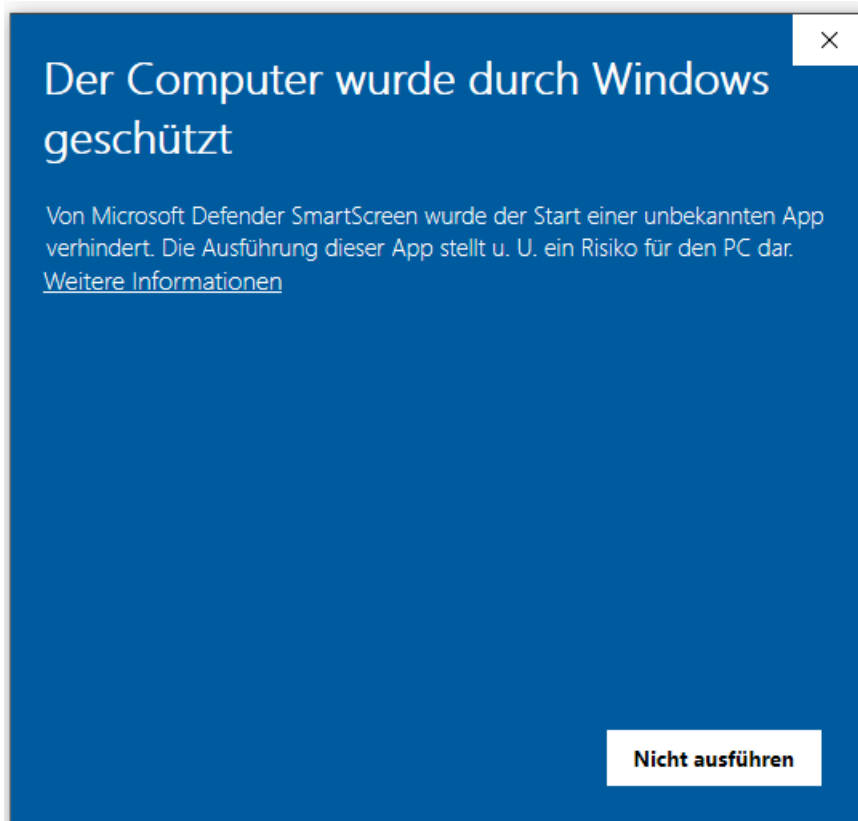 Der Computer wurde durch Windows
geschützt
Von Microsoft Defender SmartScreen wurde der Start einer unbekannten App
verhindert. Die Ausführung dieser App stellt u. U. ein Risiko für den PC dar.
Weitere Informationen
Nicht ausführen